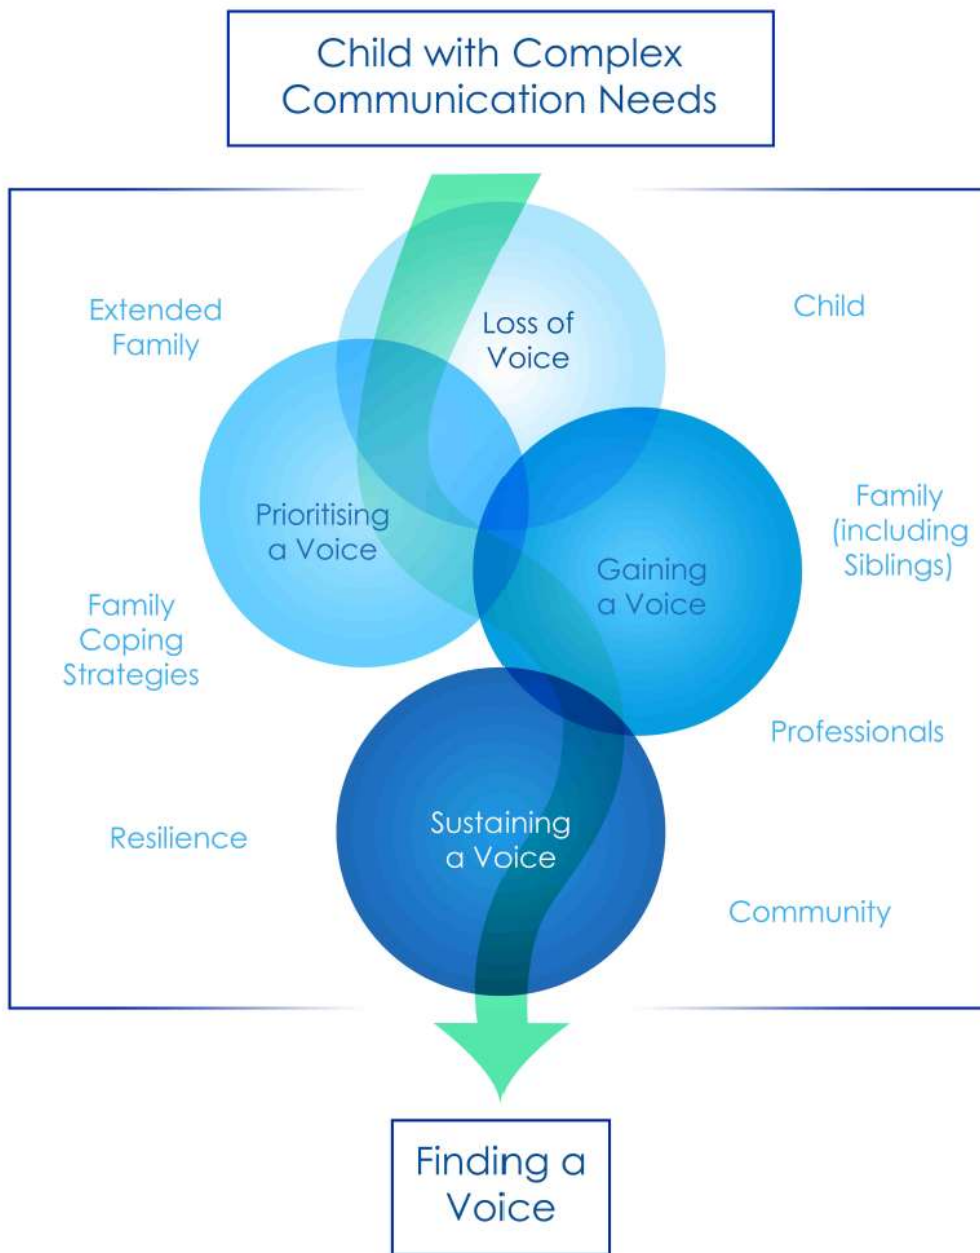 Child with Complex
Communication Needs
Extended
Family
Loss of
Voice
Child
Prioritising
a Voice
Gaining
a Voice
Family
(including
Siblings)
Family
Coping
Strategies
Professionals
Resilience
Sustaining
a Voice
Community
Finding a
Voice